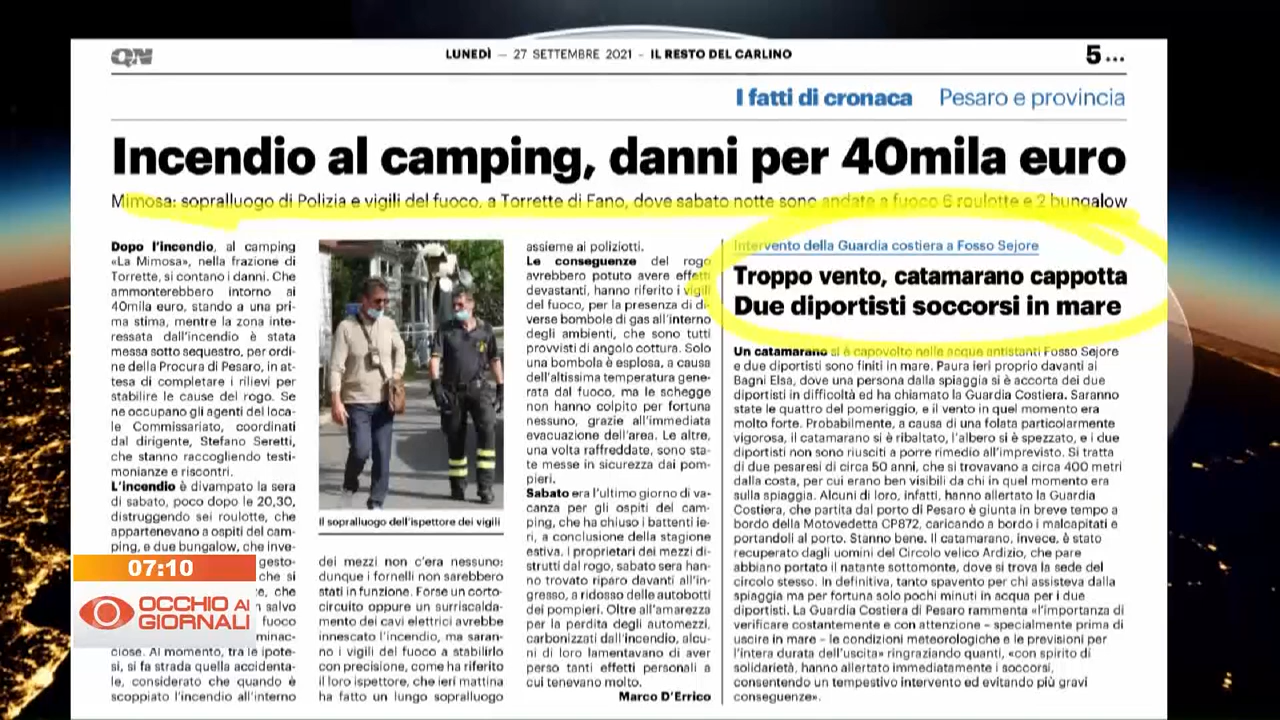 QN
LUNEDÌ — 27 SETTEMBRE 2021 – IL RESTO DEL CARLINO
5 ...
I fatti di cronaca Pesaro e provincia
Incendio al camping, danni per 40mila euro
Mimosa: sopralluogo di Polizia e vigili del fuoco, a Torrette di Fano, dove sabato notte sono andate a fuoco 6 roulotte e 2 bungalow
Dopo l'incendio, al camping
«La Mimosa», nella frazione di
Torrette, si contano i danni. Che
ammonterebbero intorno ai
40mila euro, stando a una pri-
ma stima, mentre la zona inte-
ressata dall'incendio è stata
messa sotto sequestro, per ordi-
ne della Procura di Pesaro, in at-
tesa di completare i rilievi per
stabilire le cause del rogo. Se
ne occupano gli agenti del loca-
le Commissariato, coordinati
dal dirigente, Stefano Seretti,
che stanno raccogliendo testi-
monianze e riscontri.
L'incendio è divampato la sera
di sabato, poco dopo le 20,30,
distruggendo sei roulotte, che
appartenevano a ospiti del cam-
ping, e due bungalow, che inve-
gesto-
che si
che
salvo
fuoco
minac-
ciose. Al momento, tra le ipote-
si, si fa strada quella accidenta-
le, considerato che quando è
scoppiato l'incendio all'interno
Il sopralluogo dell'ispettore dei vigili
dei mezzi non c'era nessuno:
dunque i fornelli non sarebbero
stati in funzione. Forse un corto-
circuito oppure un surriscalda-
mento dei cavi elettrici avrebbe
innescato l'incendio, ma saran-
no i vigili del fuoco a stabilirlo
con precisione, come ha riferito
il loro ispettore, che ieri mattina
ha fatto un lungo sopralluogo
assieme ai poliziotti.
Le conseguenze del rogo
avrebbero potuto avere effetti
devastanti, hanno riferito i vigili
del fuoco, per la presenza di di-
verse bombole di gas all'interno
degli ambienti, che sono tutti
provvisti di angolo cottura. Solo
una bombola è esplosa, a causa
dell'altissima temperatura gene-
rata dal fuoco, ma le schegge
non hanno colpito per fortuna
nessuno, grazie all'immediata
evacuazione dell'area. Le altre,
una volta raffreddate, sono sta-
te messe in sicurezza dai pom-
pieri.
Sabato era l'ultimo giorno di va-
canza per gli ospiti del cam-
ping, che ha chiuso i battenti ie-
ri, a conclusione della stagione
estiva. I proprietari dei mezzi di-
strutti dal rogo, sabato sera han-
no trovato riparo davanti all'in-
gresso, a ridosso delle autobotti
dei pompieri. Oltre all'amarezza
per la perdita degli automezzi,
carbonizzati dall'incendio, alcu-
ni di loro lamentavano di aver
perso tanti effetti personali a
cui tenevano molto.
Marco D'Errico
Intervento della Guardia costiera a Fosso Sejore
Troppo vento, catamarano cappotta
Due diportisti soccorsi in mare
Un catamarano si è capovolto nelle acque antistanti Fosso Sejore
e due diportisti sono finiti in mare. Paura ieri proprio davanti ai
Bagni Elsa, dove una persona dalla spiaggia si è accorta dei due
diportisti in difficoltà ed ha chiamato la Guardia Costiera. Saranno
state le quattro del pomeriggio, e il vento in quel momento era
molto forte. Probabilmente, a causa di una folata particolarmente
vigorosa, il catamarano si è ribaltato, l'albero si è spezzato, e i due
diportisti non sono riusciti a porre rimedio all'imprevisto. Si tratta
di due pesaresi di circa 50 anni, che si trovavano a circa 400 metri
dalla costa, per cui erano ben visibili da chi in quel momento era
sulla spiaggia. Alcuni di loro, infatti, hanno allertato la Guardia
Costiera, che partita dal porto di Pesaro è giunta in breve tempo a
bordo della Motovedetta CP872, caricando a bordo i malcapitati e
portandoli al porto. Stanno bene. Il catamarano, invece, è stato
recuperato dagli uomini del Circolo velico Ardizio, che pare
abbiano portato il natante sottomonte, dove si trova la sede del
circolo stesso. In definitiva, tanto spavento per chi assisteva dalla
spiaggia ma per fortuna solo pochi minuti in acqua per i due
diportisti. La Guardia Costiera di Pesaro rammenta «l'importanza di
verificare costantemente e con attenzione – specialmente prima di
uscire in mare – le condizioni meteorologiche e le previsioni per
l'intera durata dell'uscita» ringraziando quanti, «con spirito di
solidarietà, hanno allertato immediatamente i soccorsi,
consentendo un tempestivo intervento ed evitando più gravi
conseguenze».
07:10
OCCHIO AI
GIORNALI